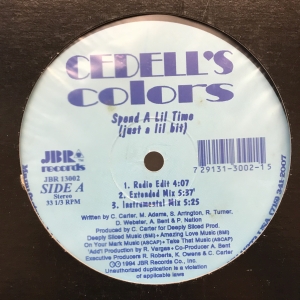 CEDELL'S
colors
Spend A Lil Time
(just a lil bit)
JBR
records
JBR 13002
SIDE A
Stereo
33 1/3 RPM
7 29131-3002-1 5
1. Radio Edit 4:07
2. Extended Mix 5:37
3. Instrumental Mix 5:25
Written by C. Carter, M. Adams, S. Arrington, R. Turner,
D. Webster, A. Bent & P. Nation
Produced by C. Carter for Deeply Sliced Prod.
Deeply Sliced Music (BMI) • Amazing Love Music (BMI)
On Your Mark Music (ASCAP) • Take That Music (ASCAP)
"Add't Production by R. Vargas • Co-Producer A. Bent
Executive Producers R. Roberts, K. Owens & C. Carter
© 1994 JBR Records Co., Inc.
Unauthorized duplication is a violation
of applicable laws